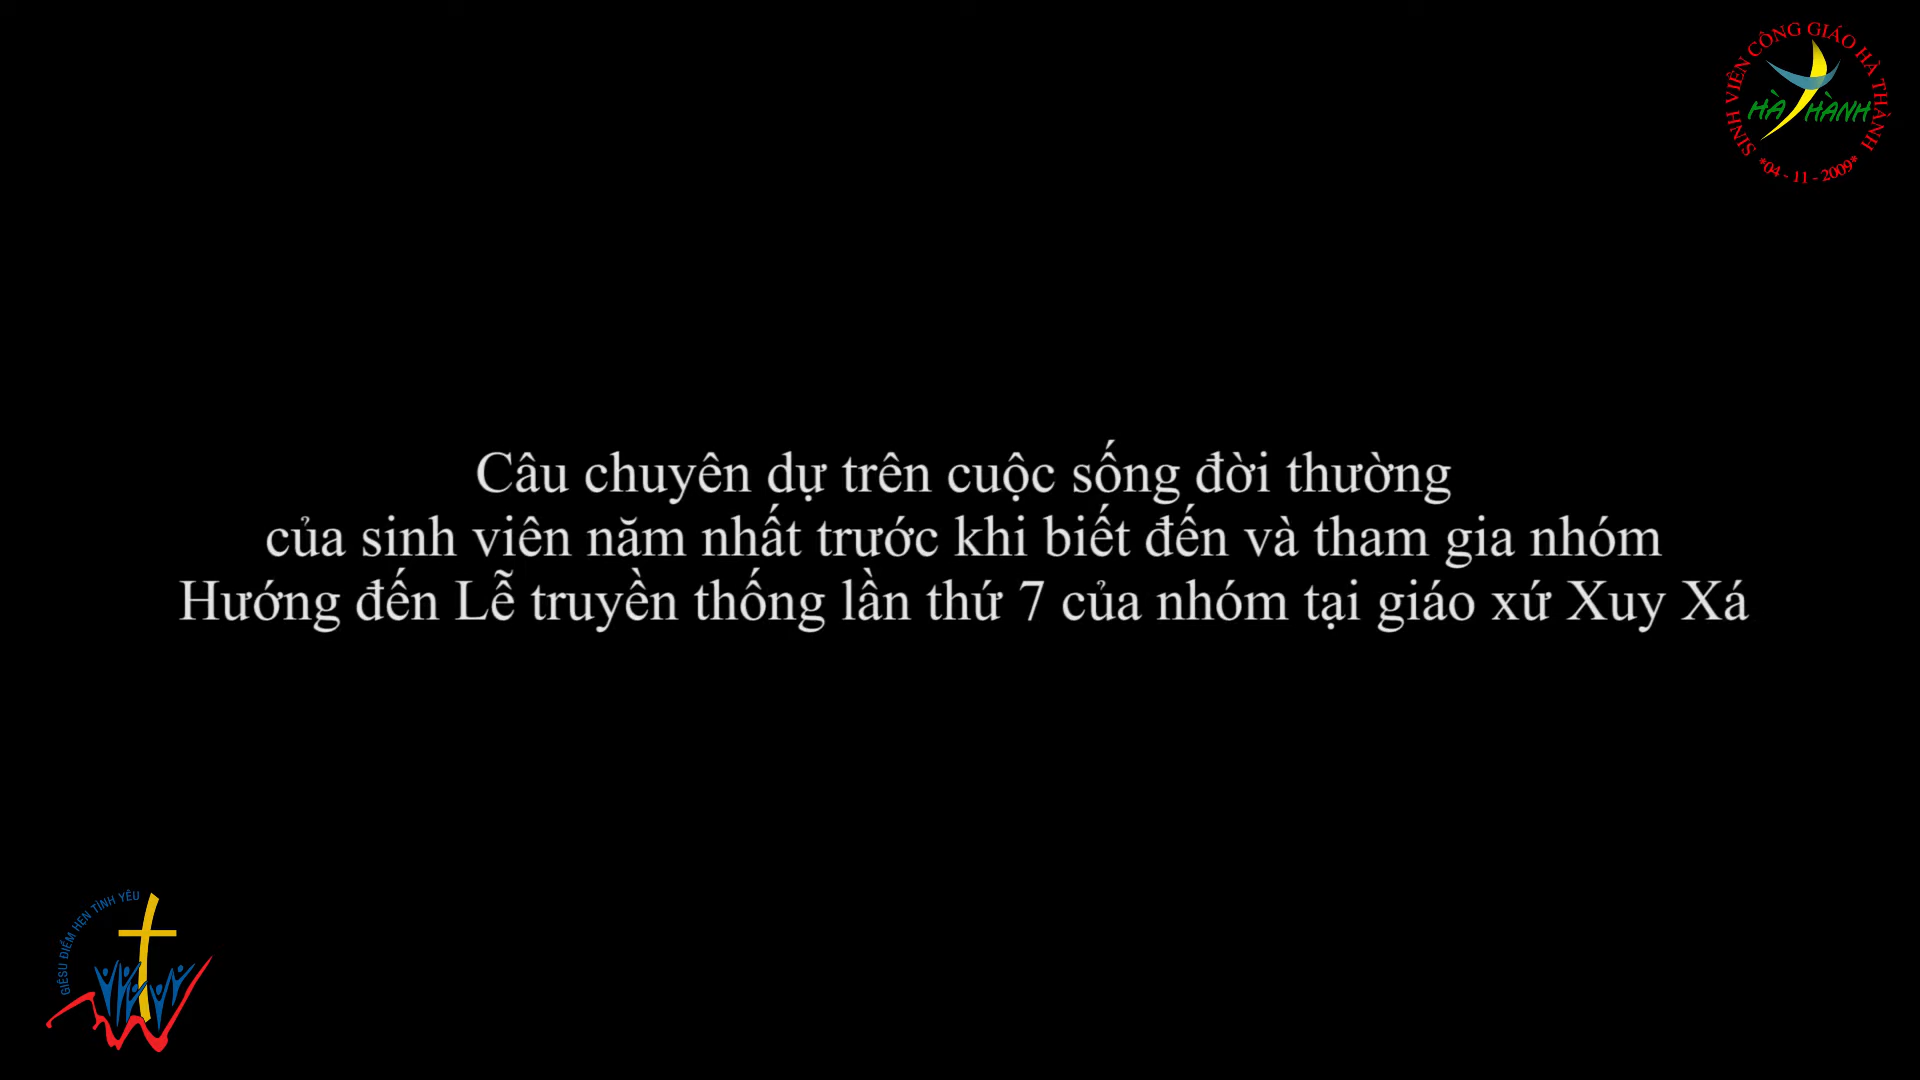 SINH VIÊN CÔNG GIÁO HÀ THÀNH
HÀ THÀNH
*04 - 11 - 2009*
Câu chuyên dự trên cuộc sống đời thường
của sinh viên năm nhất trước khi biết đến và tham gia nhóm
Hướng đến Lễ truyền thống lần thứ 7 của nhóm tại giáo xứ Xuy Xá
GIÊSU ĐIỂM HẸN TÌNH YÊU